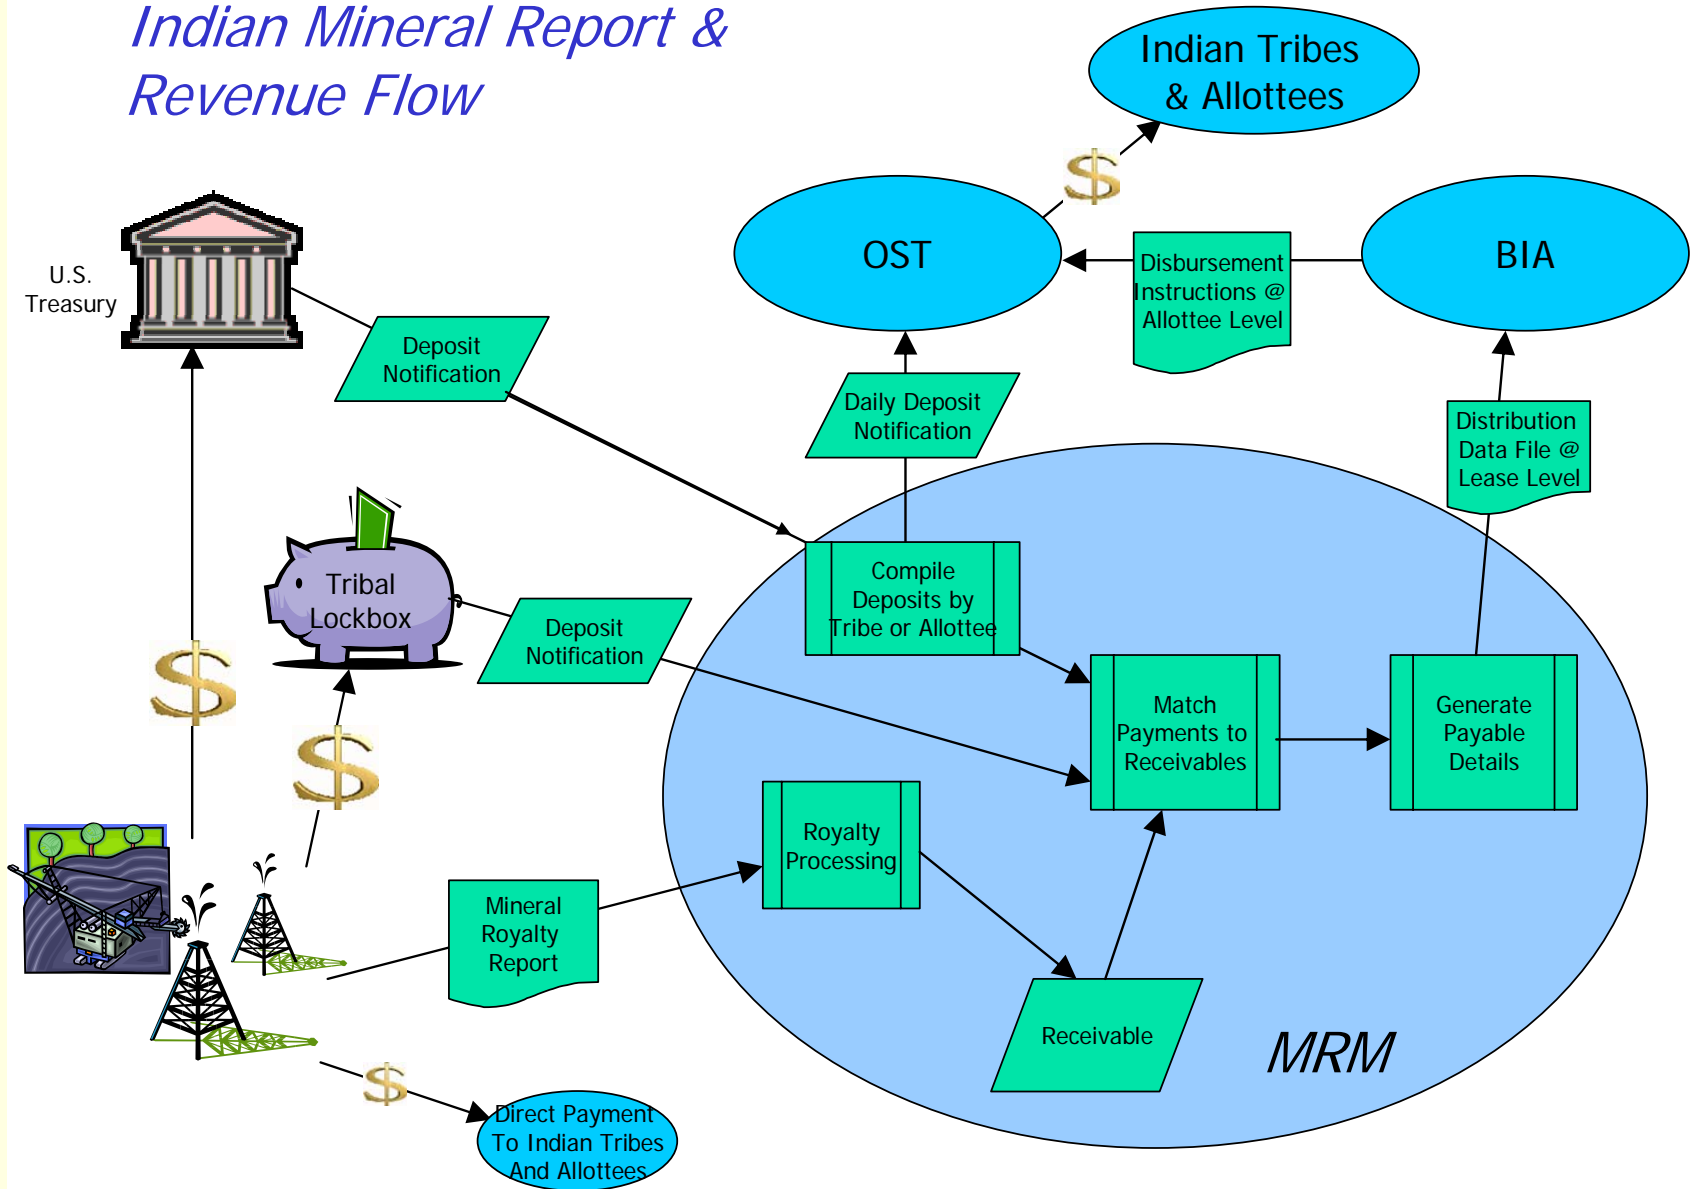 Indian Mineral Report &
Revenue Flow
Indian Tribes
& Allottees
U.S.
Treasury
OST
BIA
Disbursement
Instructions @
Allottee Level
Deposit
Notification
Daily Deposit
Notification
Distribution
Data File @
Lease Level
Tribal
Lockbox
Deposit
Notification
Compile
Deposits by
Tribe or Allottee
Match
Payments to
Receivables
Generate
Payable
Details
Royalty
Processing
Mineral
Royalty
Report
Receivable
MRM
Direct Payment
To Indian Tribes
And Allottees
$
$
$
$